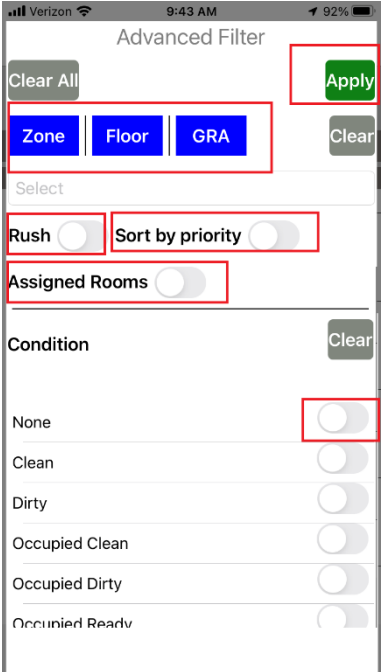 Verizon 9:43 AM 92%
Advanced Filter
Clear All Apply
Zone Floor GRA Clear
Select
Rush Sort by priority
Assigned Rooms
Condition Clear
None
Clean
Dirty
Occupied Clean
Occupied Dirty
Occupied Ready